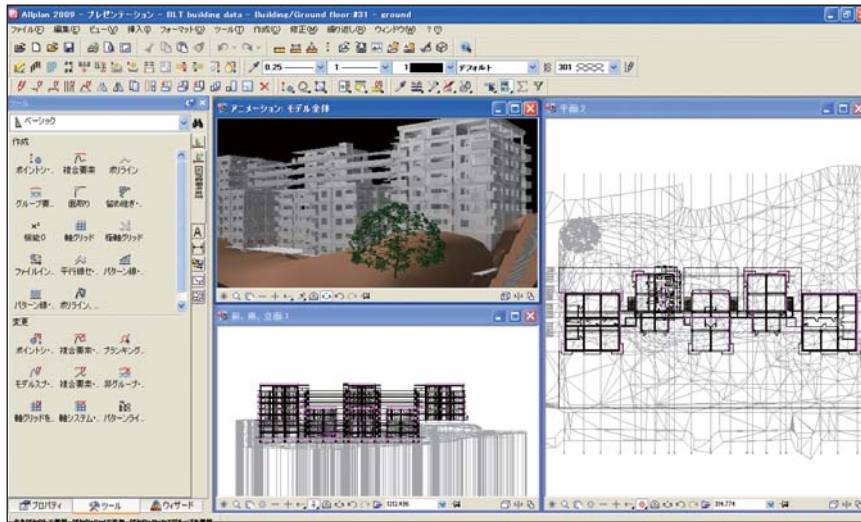 Allplan 2009 - プレゼンテーション - BLT building data - Building/Ground floor:#31 - ground
ファイル(F) 編集(E) ビュー(V) 挿入(I) フォーマット(O) ツール(T) 作成(C) 修正(M) 繰り返し(R) ウィンドウ(W) ?(H)
0.25 1 1 デフォルト 301
ツール
ベーシック
作成
ポイントシ・.. 複合要素 ポリライン
グループ要.. 面取り 留め継ぎ・..
軸グリッド 極軸グリッド
ファイルイン.. 平行線セ・.. パターン線・..
パターン線・.. ポリライン..
変更
ポイントシ・.. 複合要素・.. ブランキング..
モデルスプ・.. 複合要素・.. 非グループ・..
軸グリッドを.. 軸システム・.. パターンライ..
プロパティ ツール ウィザード
アニメーション: モデル全体
前, 南, 立面:1
平面:2